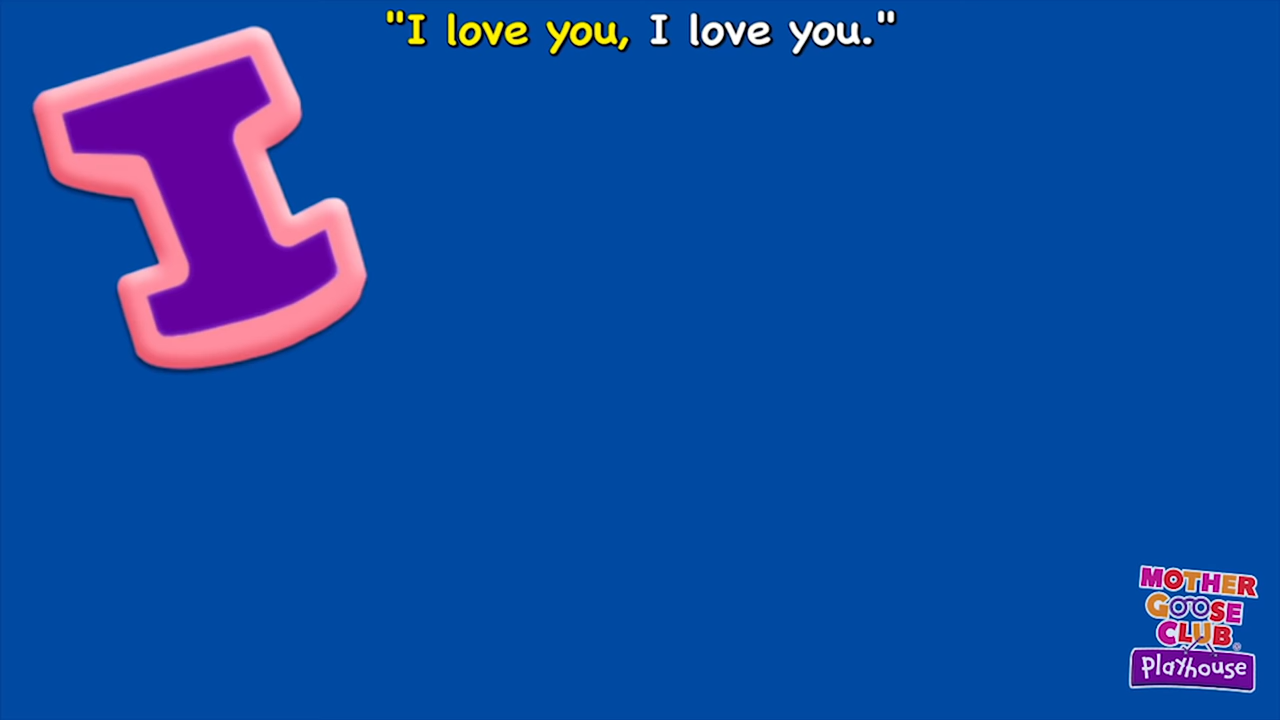 "I love you, I love you."
I
MOTHER
GOOSE
CLUB
Playhouse